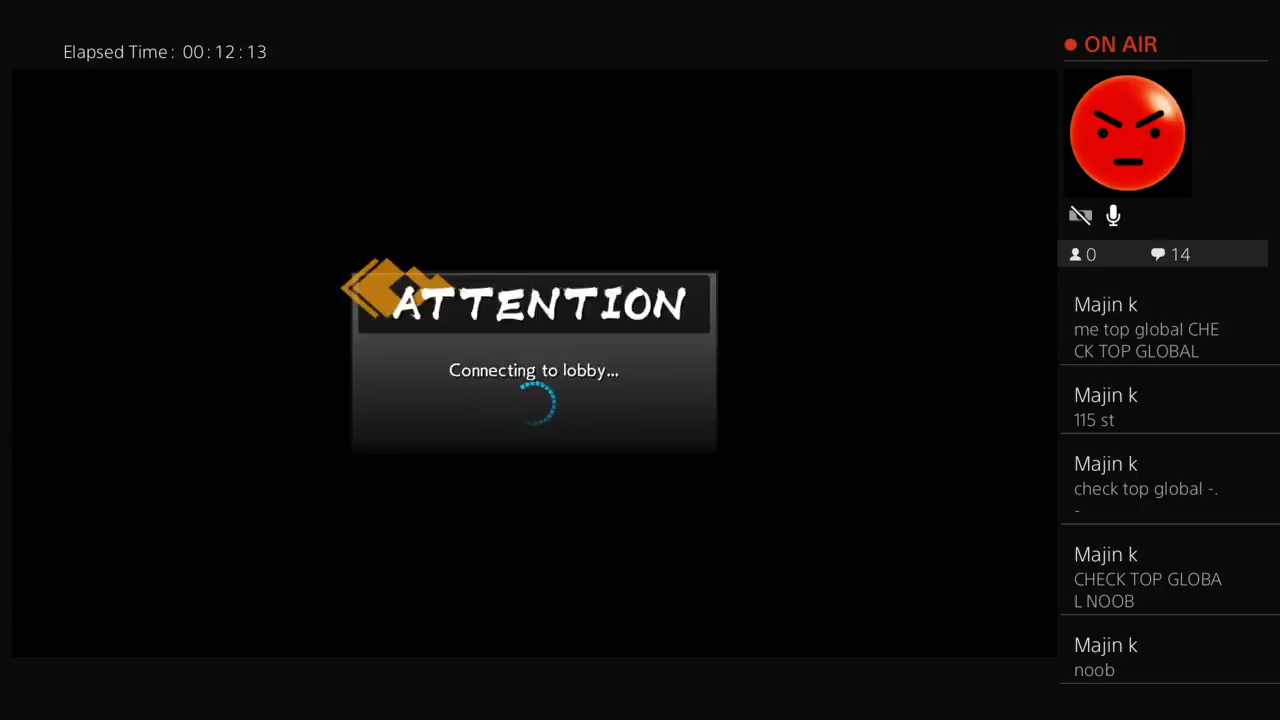 Elapsed Time: 00:12:13
ON AIR
0 14
ATTENTION
Connecting to lobby...
Majin k
me top global CHE
CK TOP GLOBAL
Majin k
115 st
Majin k
check top global -.
-
Majin k
CHECK TOP GLOBA
L NOOB
Majin k
noob